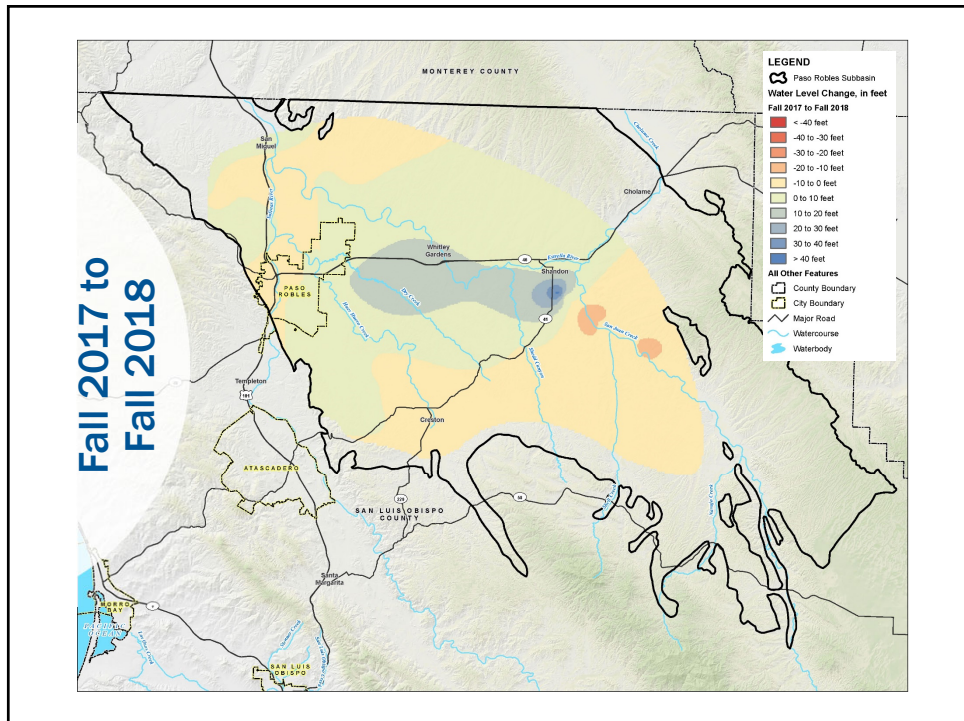 Fall 2017 to
Fall 2018
MONTEREY COUNTY
San
Miguel
Cholame Creek
Cholame
Whitley
Gardens
46
Estrella River
Shandon
PASO
ROBLES
Dry Creek
Huer Huero Creek
41
San Juan Creek
Templeton
101
Creston
ATASCADERO
229
58
SAN LUIS OBISPO
COUNTY
Santa
Margarita
MORRO
BAY
PACIFIC
OCEAN
SAN LUIS
OBISPO
LEGEND
Paso Robles Subbasin
Water Level Change, in feet
Fall 2017 to Fall 2018
< -40 feet
-40 to -30 feet
-30 to -20 feet
-20 to -10 feet
-10 to 0 feet
0 to 10 feet
10 to 20 feet
20 to 30 feet
30 to 40 feet
> 40 feet
All Other Features
County Boundary
City Boundary
Major Road
Watercourse
Waterbody